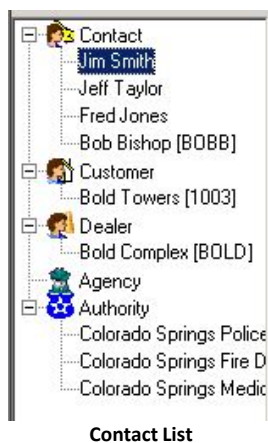 Contact
Jim Smith
Jeff Taylor
Fred Jones
Bob Bishop [BOBB]
Customer
Bold Towers [1003]
Dealer
Bold Complex [BOLD]
Agency
Authority
Colorado Springs Police
Colorado Springs Fire D
Colorado Springs Medic
Contact List